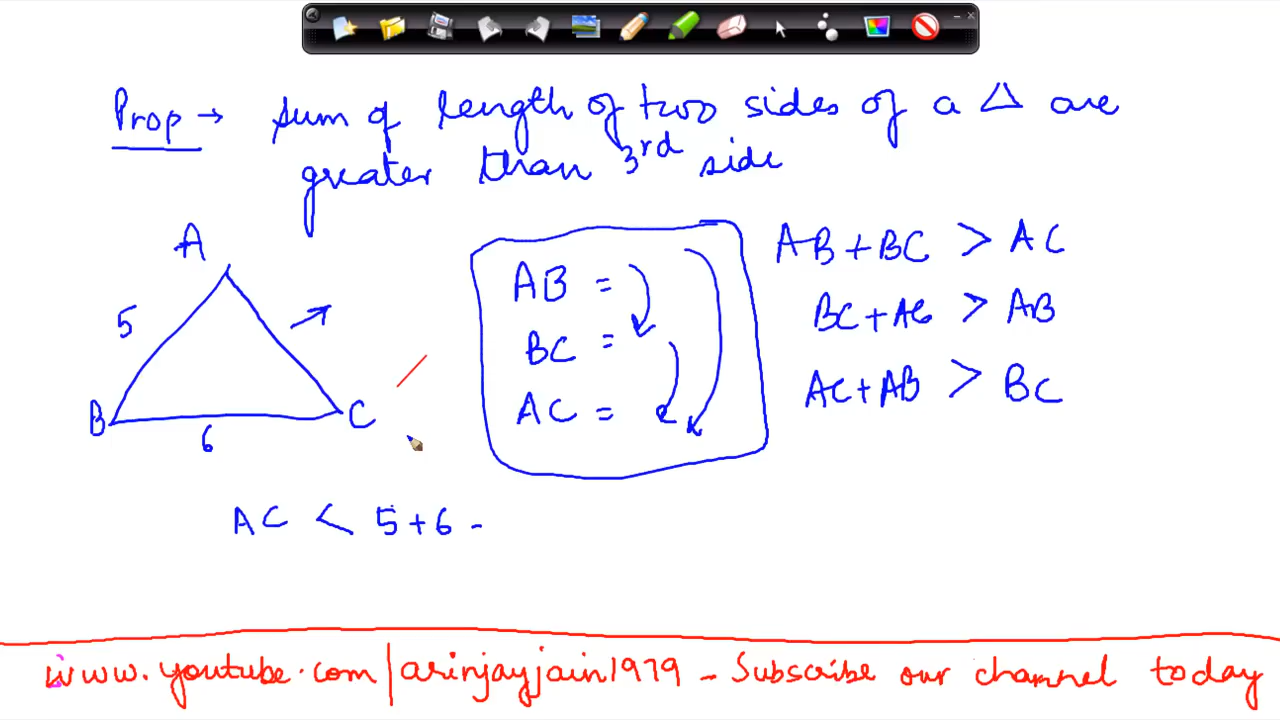 Prop → Sum of length of two sides of a △ are
greater than 3rd side
A
5
B
C
6
AB =
BC =
AC =
AB + BC > AC
BC + AC > AB
AC + AB > BC
AC < 5 + 6 -
www.youtube.com/arinjayjain1979 - Subscribe our channel today